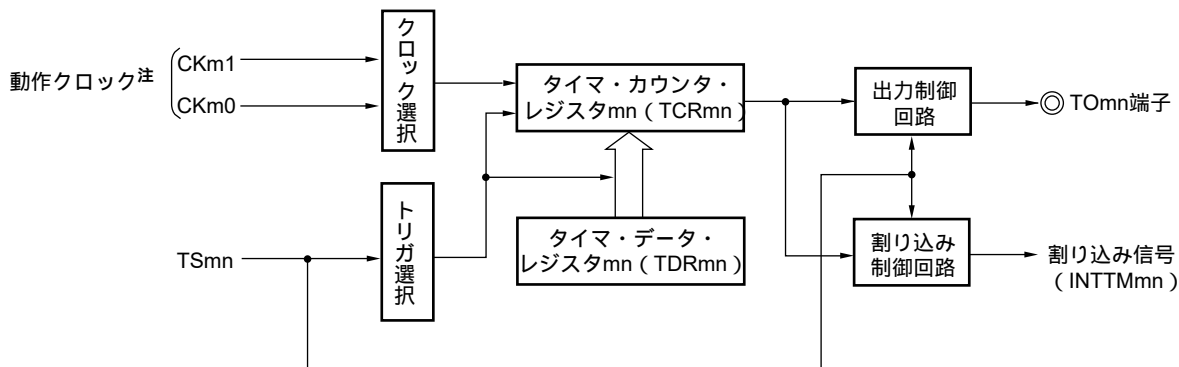 動作クロック注
CKm1
CKm0
クロック選択
タイマ・カウンタ・
レジスタmn（TCRmn）
出力制御
回路
TOmn端子
TSmn
トリガ選択
タイマ・データ・
レジスタmn（TDRmn）
割り込み
制御回路
割り込み信号
（INTTMmn）